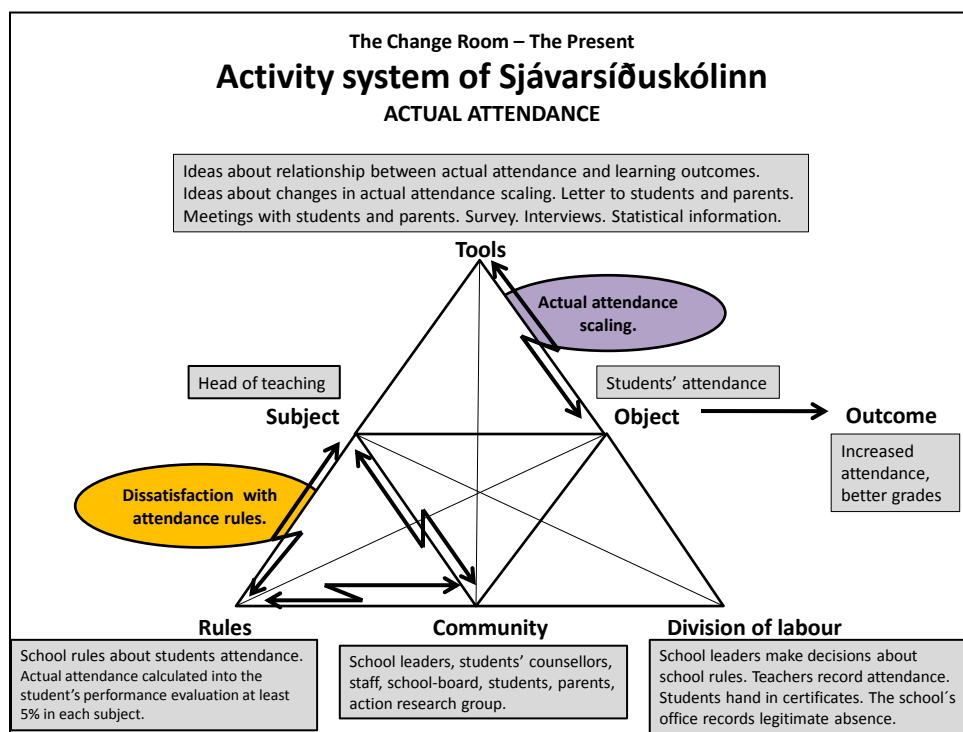 The Change Room – The Present
Activity system of Sjávarsíðuskólinn
ACTUAL ATTENDANCE
Ideas about relationship between actual attendance and learning outcomes.
Ideas about changes in actual attendance scaling. Letter to students and parents.
Meetings with students and parents. Survey. Interviews. Statistical information.
Tools
Actual attendance
scaling.
Head of teaching
Students’ attendance
Subject
Object
Outcome
Increased
attendance,
better grades
Dissatisfaction with
attendance rules.
Rules
Community
Division of labour
School rules about students attendance.
Actual attendance calculated into the
student’s performance evaluation at least
5% in each subject.
School leaders, students’ counsellors,
staff, school-board, students, parents,
action research group.
School leaders make decisions about
school rules. Teachers record attendance.
Students hand in certificates. The school´s
office records legitimate absence.